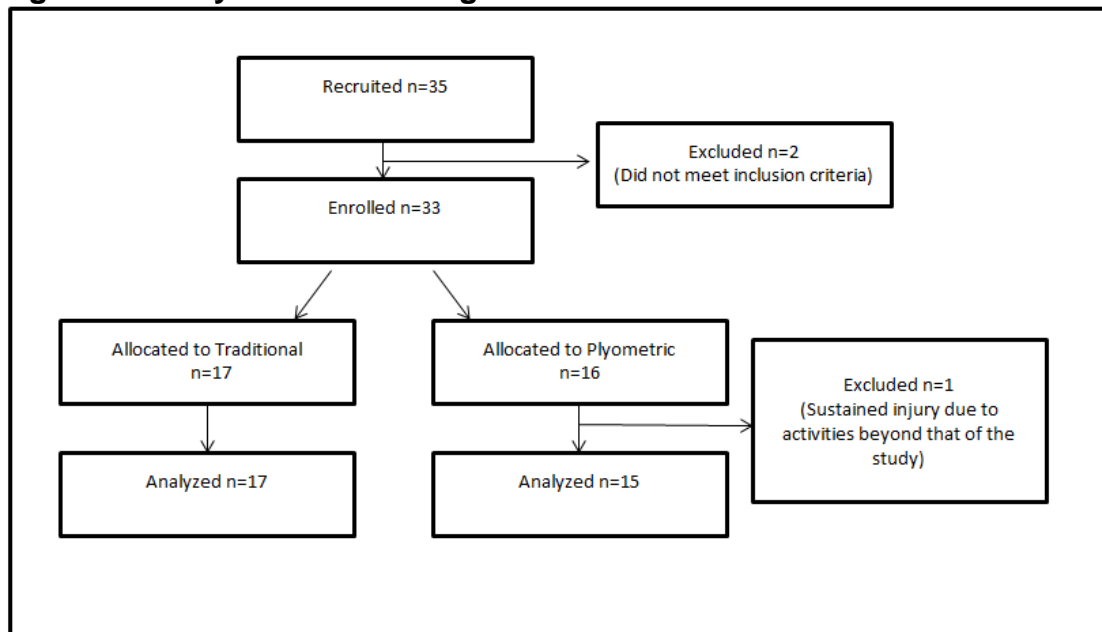 Recruited n=35
Excluded n=2
(Did not meet inclusion criteria)
Enrolled n=33
Allocated to Traditional
n=17
Allocated to Plyometric
n=16
Excluded n=1
(Sustained injury due to
activities beyond that of the
study)
Analyzed n=17
Analyzed n=15